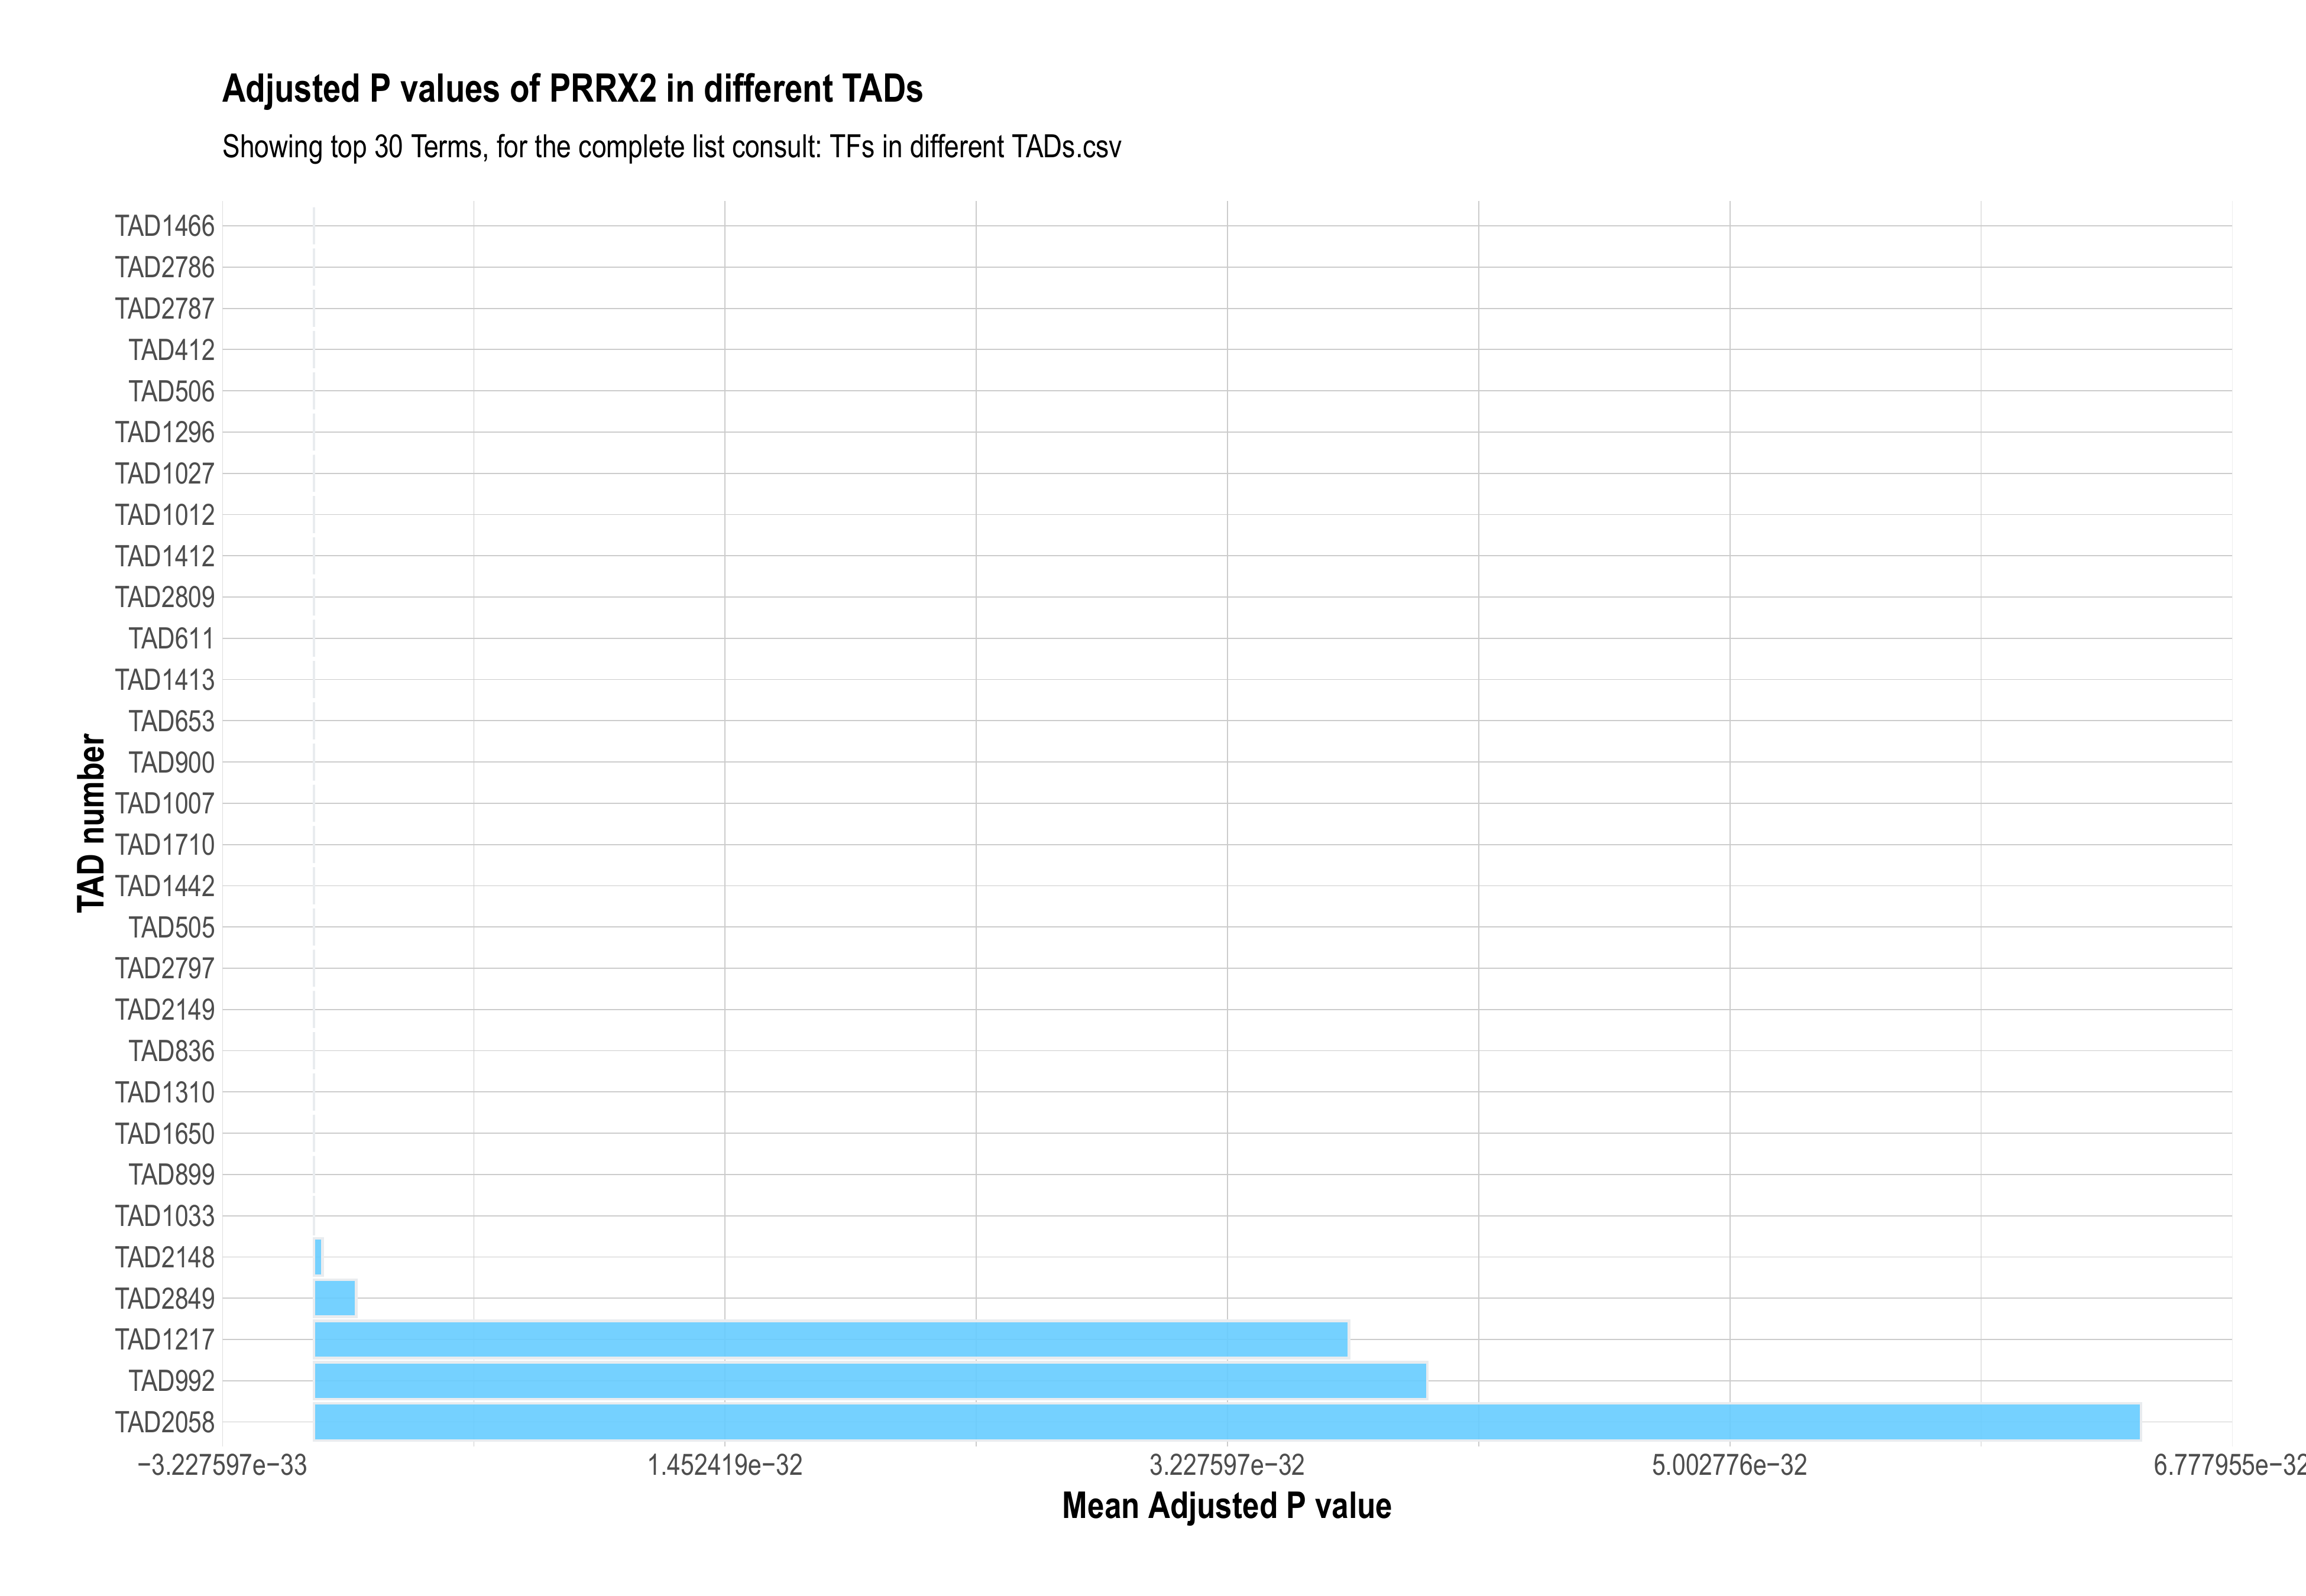 Adjusted P values of PRRX2 in different TADs
Showing top 30 Terms, for the complete list consult: TFs in different TADs.csv
TAD number
TAD1466
TAD2786
TAD2787
TAD412
TAD506
TAD1296
TAD1027
TAD1012
TAD1412
TAD2809
TAD611
TAD1413
TAD653
TAD900
TAD1007
TAD1710
TAD1442
TAD505
TAD2797
TAD2149
TAD836
TAD1310
TAD1650
TAD899
TAD1033
TAD2148
TAD2849
TAD1217
TAD992
TAD2058
−3.227597e−33 1.452419e−32 3.227597e−32 5.002776e−32 6.777955e−32
Mean Adjusted P value